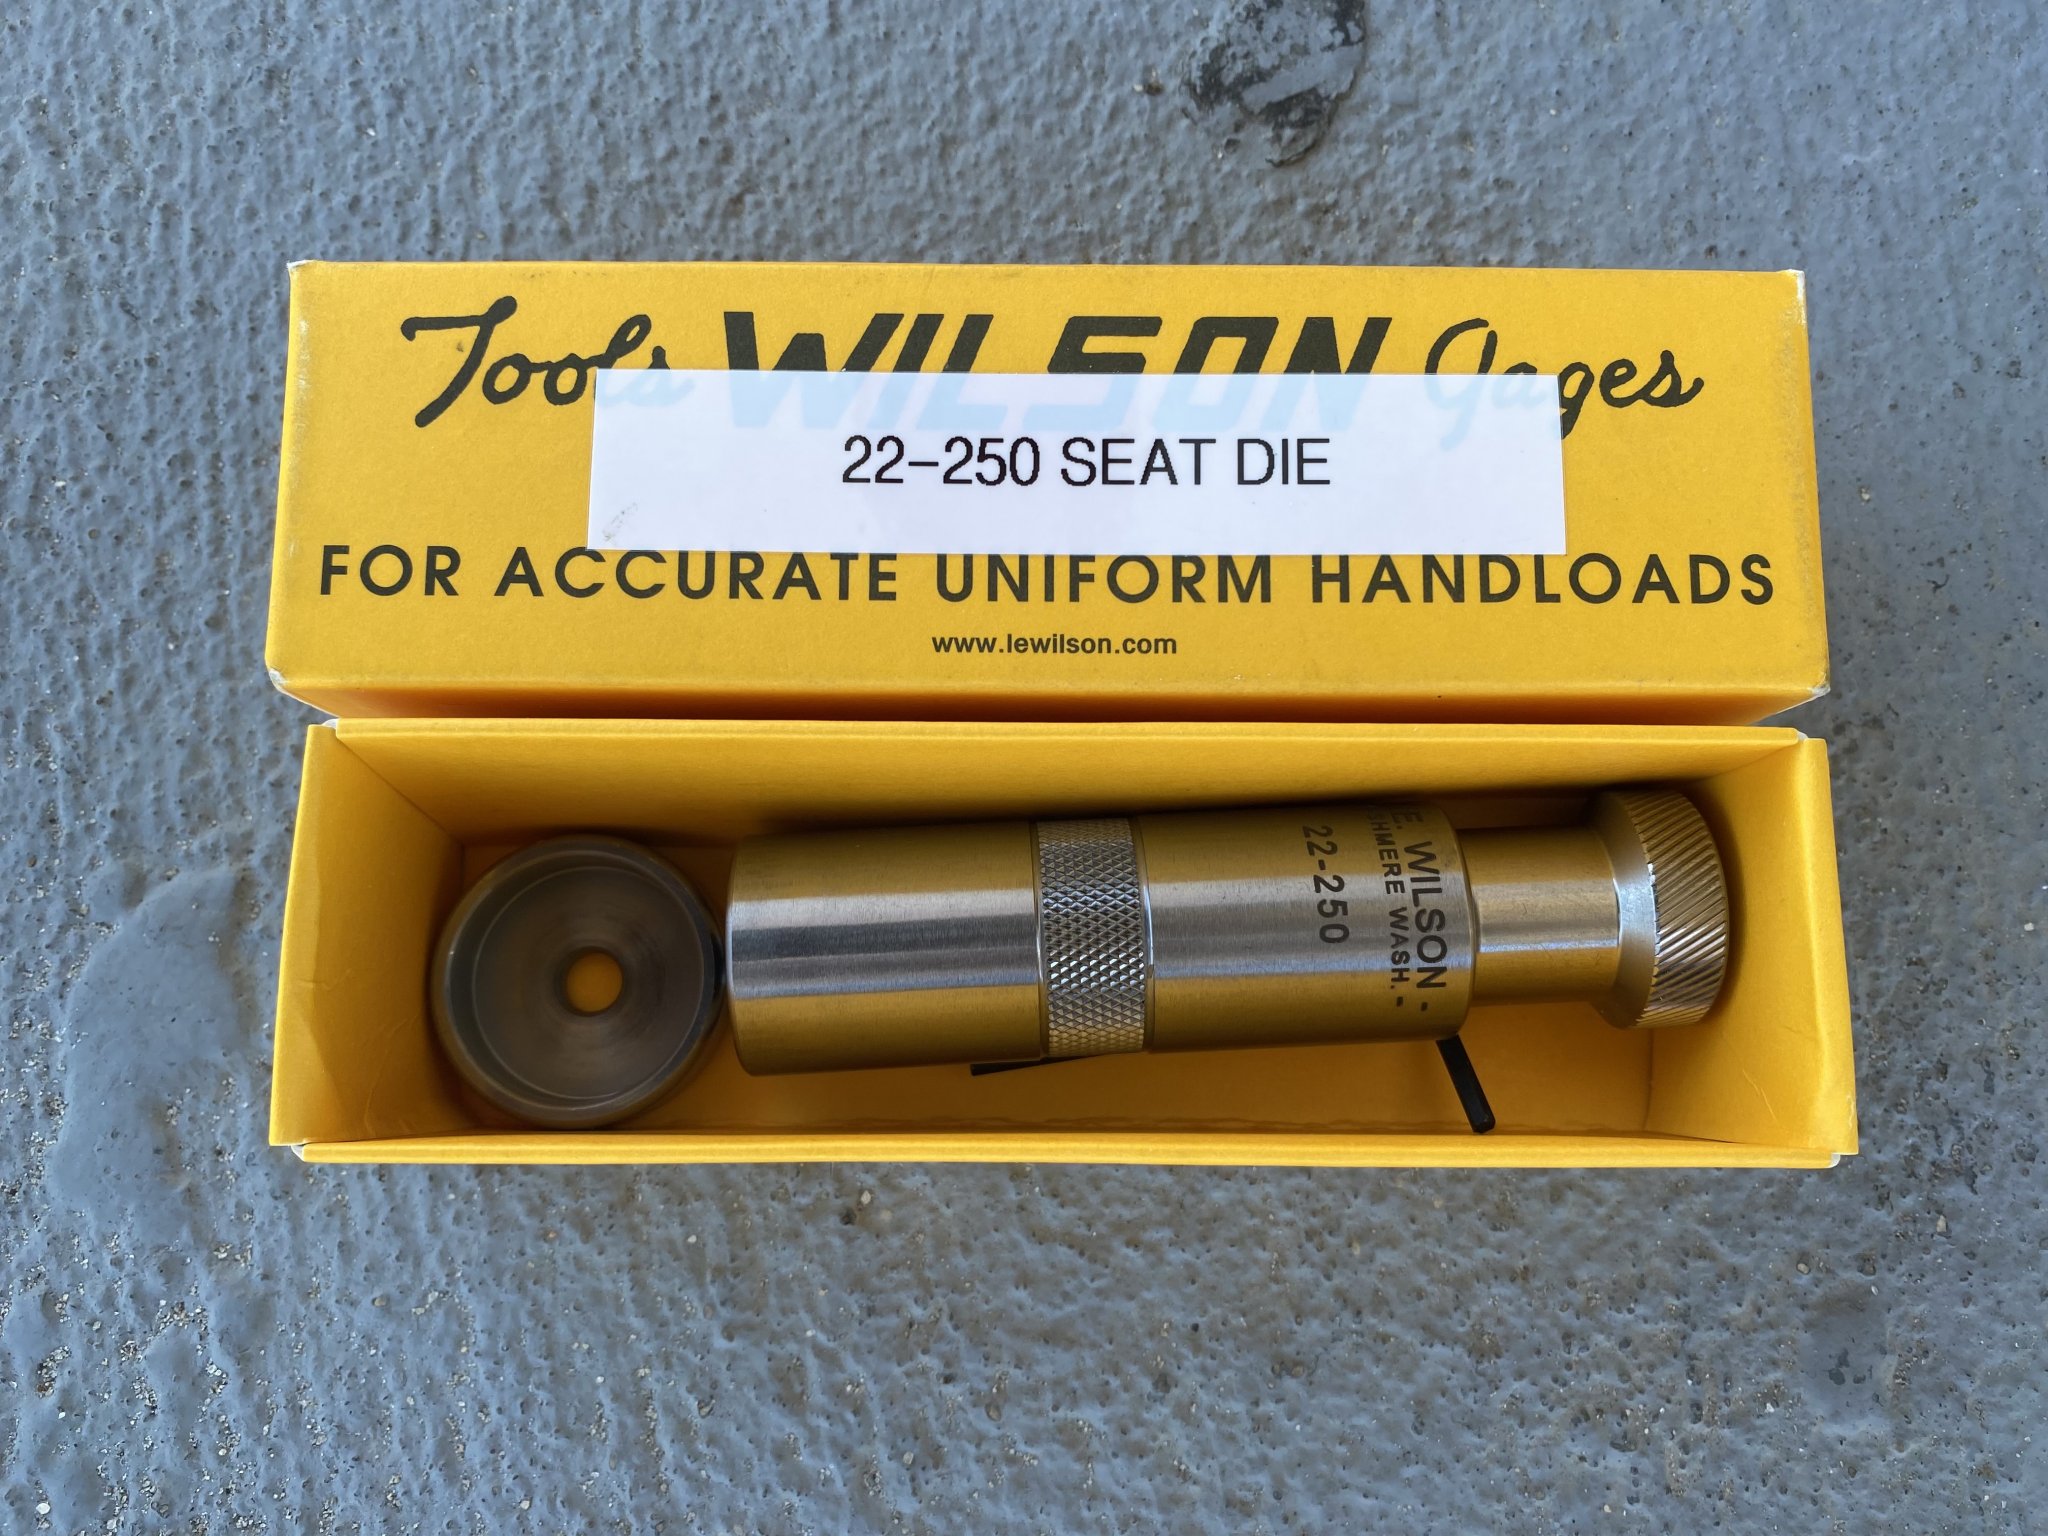 Tools WILSON Gages
22-250 SEAT DIE
FOR ACCURATE UNIFORM HANDLOADS
www.lewilson.com
E. WILSON -
WASH. -
22-250